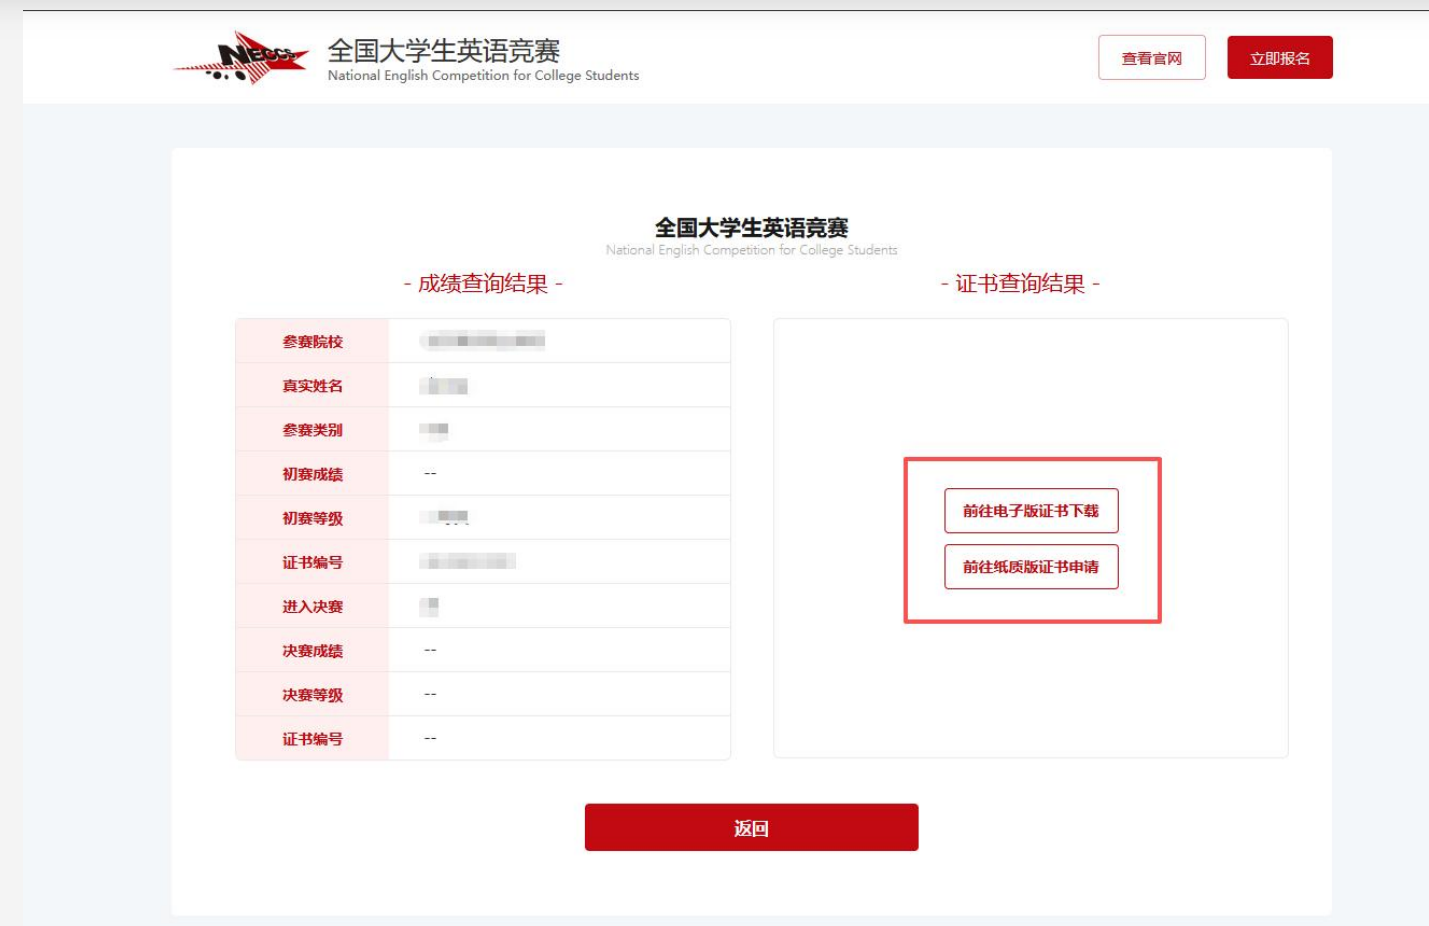 NECCS
全国大学生英语竞赛
National English Competition for College Students
查看官网
立即报名
全国大学生英语竞赛
National English Competition for College Students
- 成绩查询结果 -
- 证书查询结果 -
参赛院校
真实姓名
参赛类别
初赛成绩 --
初赛等级
证书编号
进入决赛
决赛成绩 --
决赛等级 --
证书编号 --
前往电子版证书下载
前往纸质版证书申请
返回